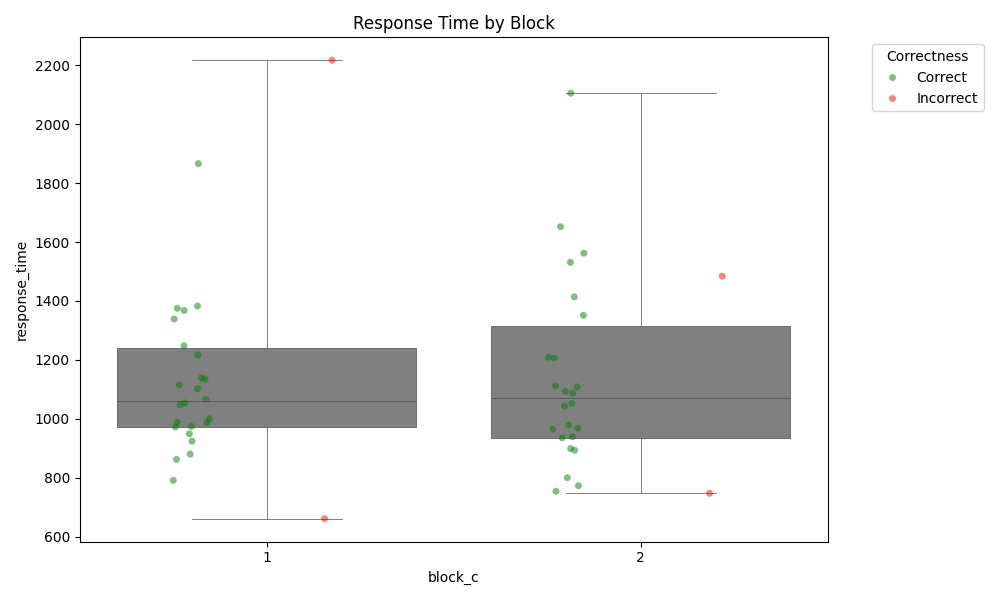 Response Time by Block
Correctness
Correct
Incorrect
response_time
2200
2000
1800
1600
1400
1200
1000
800
600
1
2
block_c